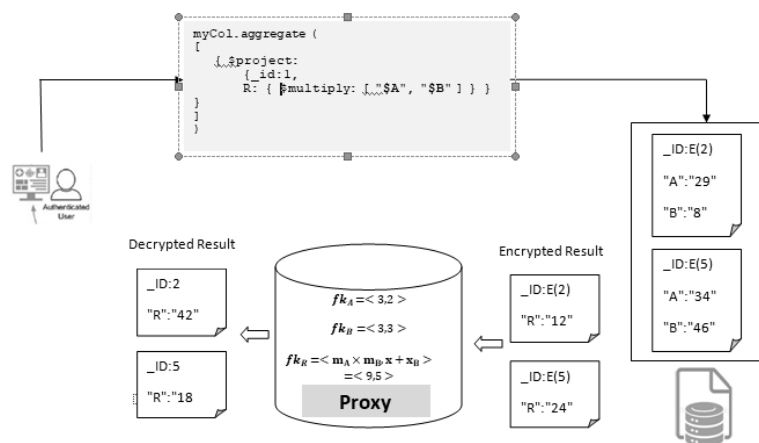 myCol.aggregate (
[
{ $project:
{_id:1,
R: { $multiply: [ "$A", "$B" ] } }
}
]
)
_ID:E(2)
"A":"29"
"B":"8"
_ID:E(5)
"A":"34"
"B":"46"
Authenticated
User
Decrypted Result
_ID:2
"R":"42"
_ID:5
"R":"18
fk_A =< 3,2 >
fk_B =< 3,3 >
fk_R =< m_A × m_B, x + x_B >
=< 9,5 >
Proxy
Encrypted Result
_ID:E(2)
"R":"12"
_ID:E(5)
"R":"24"